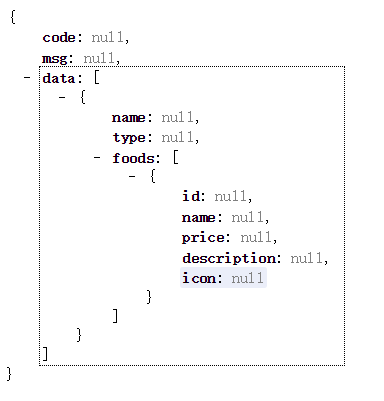 {
code: null,
msg: null,
- data: [
- {
name: null,
type: null,
- foods: [
- {
id: null,
name: null,
price: null,
description: null,
icon: null
}
]
}
]
}